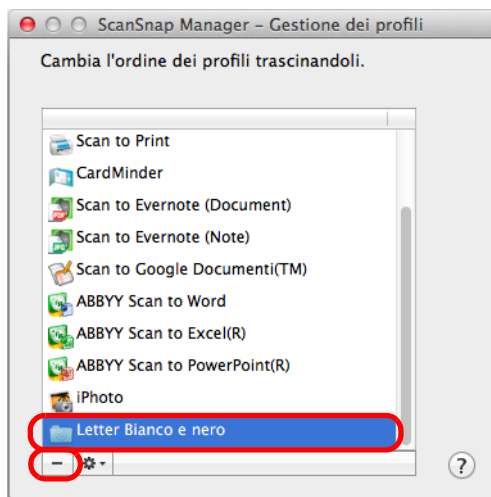 ScanSnap Manager – Gestione dei profili
Cambia l'ordine dei profili trascinandoli.
Scan to Print
CardMinder
Scan to Evernote (Document)
Scan to Evernote (Note)
Scan to Google Documenti(TM)
ABBYY Scan to Word
ABBYY Scan to Excel(R)
ABBYY Scan to PowerPoint(R)
iPhoto
Letter Bianco e nero
?